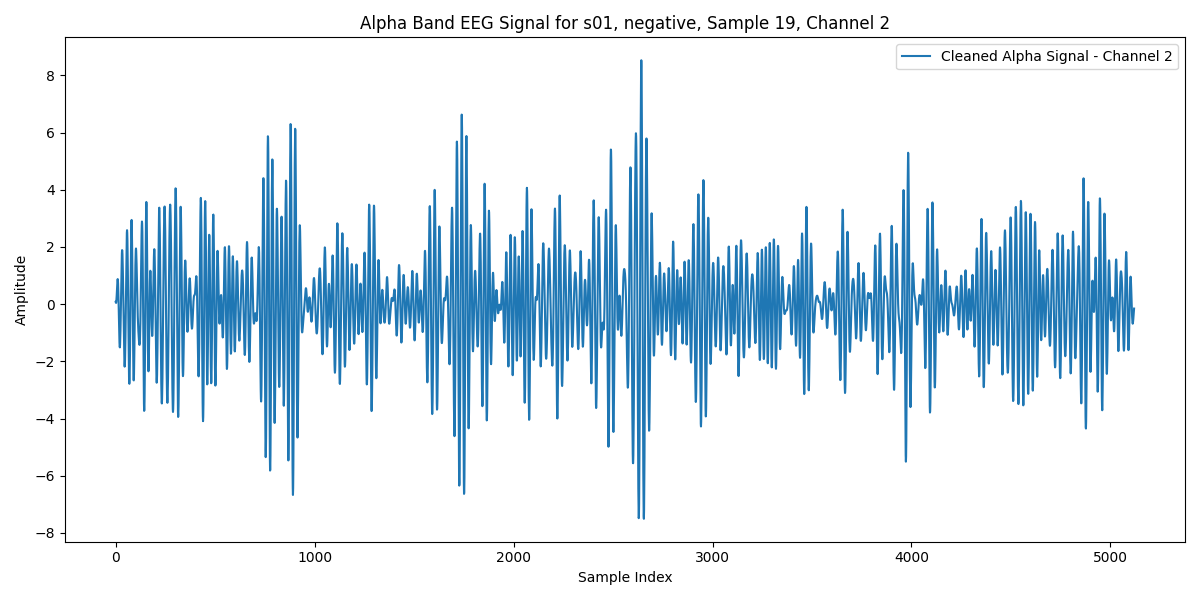 Alpha Band EEG Signal for s01, negative, Sample 19, Channel 2
Cleaned Alpha Signal - Channel 2
Amplitude
8
6
4
2
0
−2
−4
−6
−8
0 1000 2000 3000 4000 5000
Sample Index